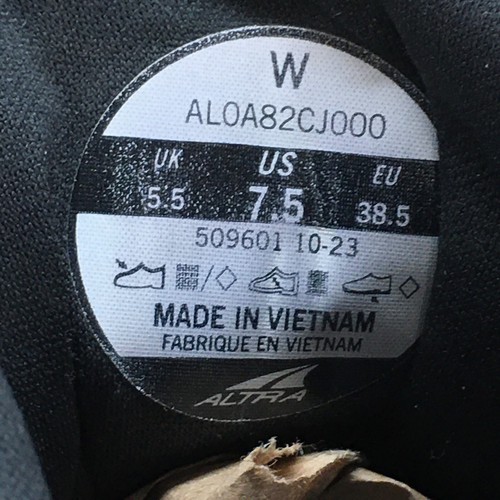 W
AL0A82CJ000
UK US EU
5.5 7.5 38.5
509601 10-23
MADE IN VIETNAM
FABRIQUE EN VIETNAM
ALTRA